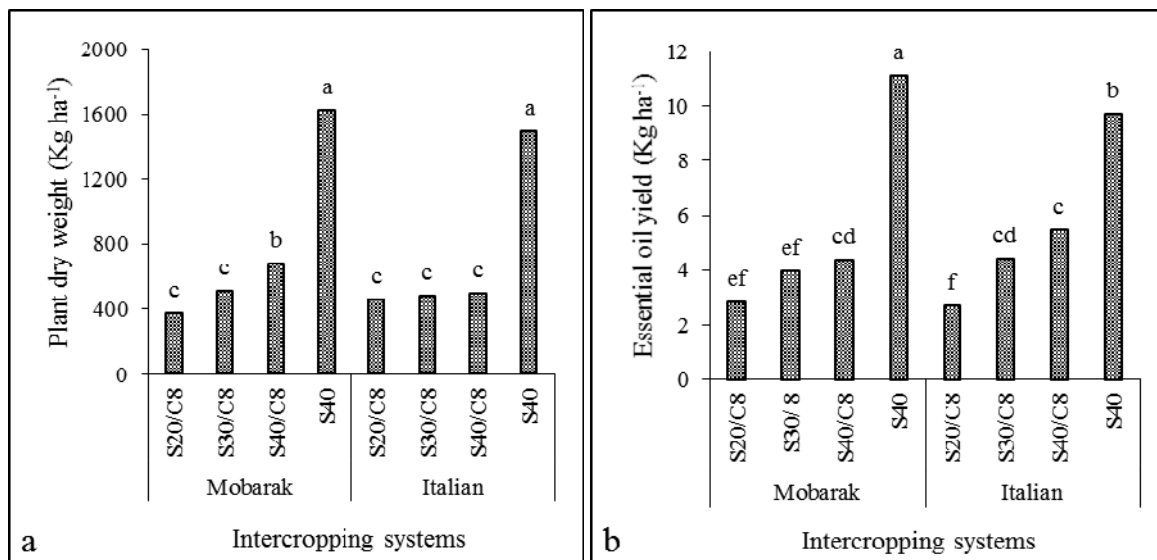 Plant dry weight (Kg ha⁻¹)
2000
1600
1200
800
400
0
c
c
b
a
c
c
c
a
S20/C8
S30/C8
S40/C8
S40
S20/C8
S30/C8
S40/C8
S40
Mobarak
Italian
Intercropping systems
a
Essential oil yield (Kg ha⁻¹)
12
10
8
6
4
2
0
ef
ef
cd
a
f
cd
c
b
S20/C8
S30/ 8
S40/C8
S40
S20/C8
S30/C8
S40/C8
S40
Mobarak
Italian
Intercropping systems
b